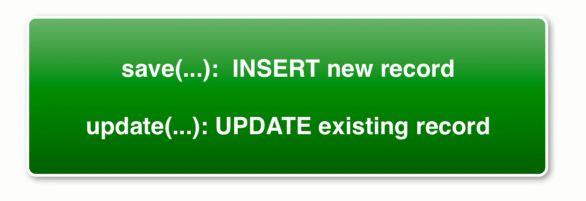 save(...): INSERT new record
update(...): UPDATE existing record